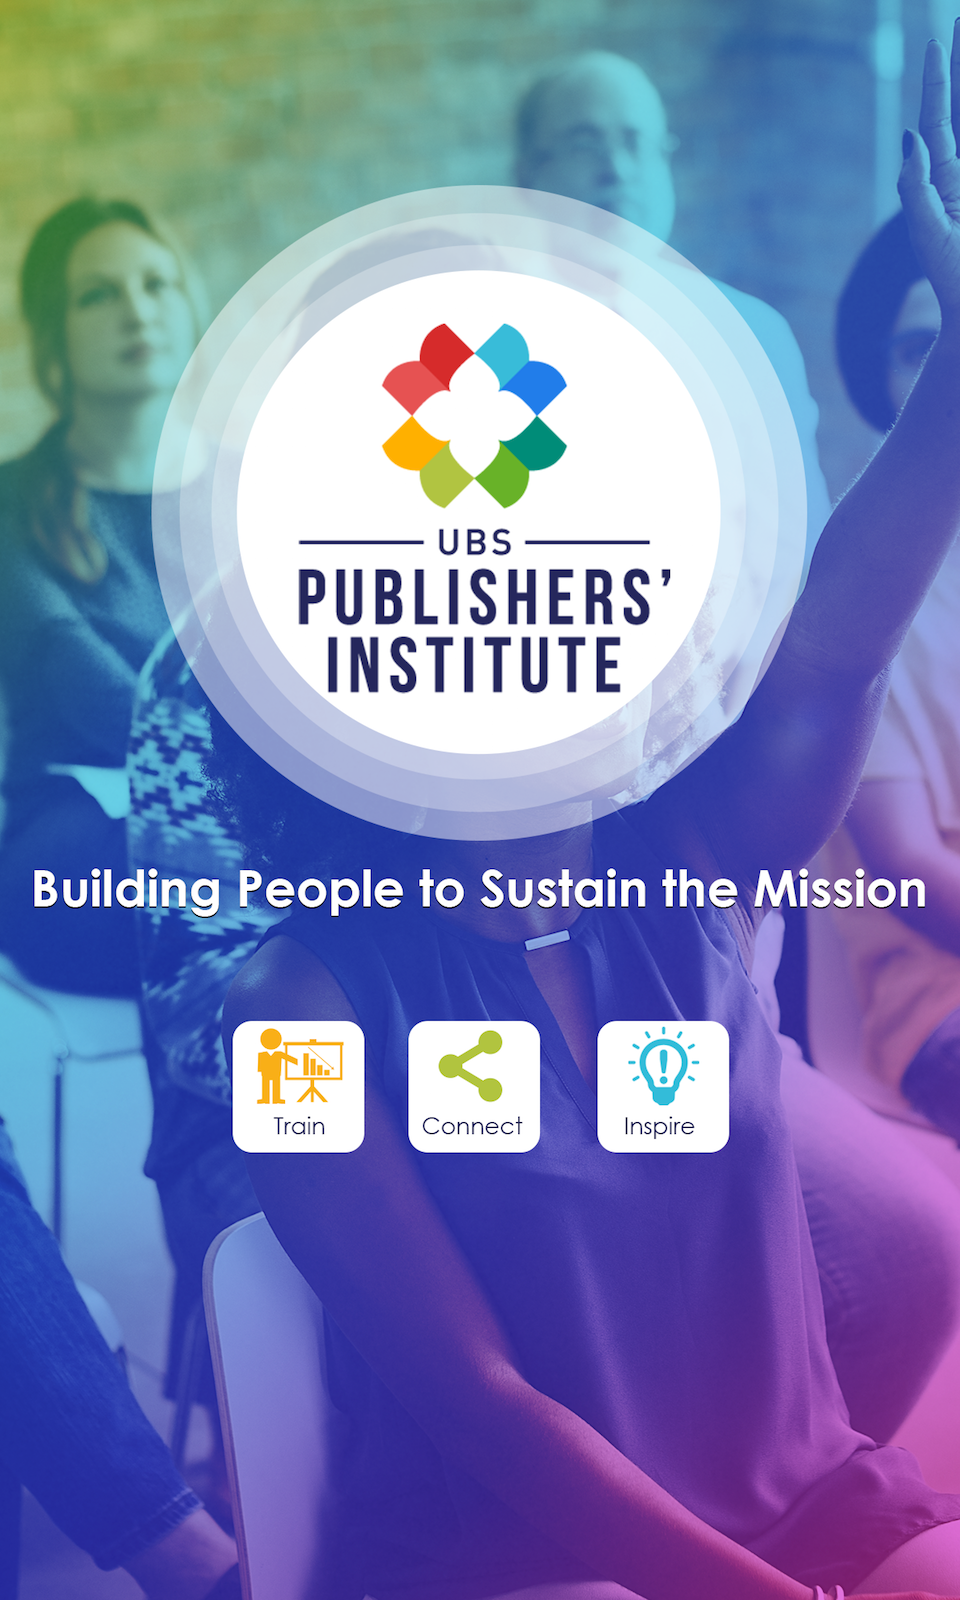 UBS
PUBLISHERS’
INSTITUTE
Building People to Sustain the Mission
Train
Connect
Inspire